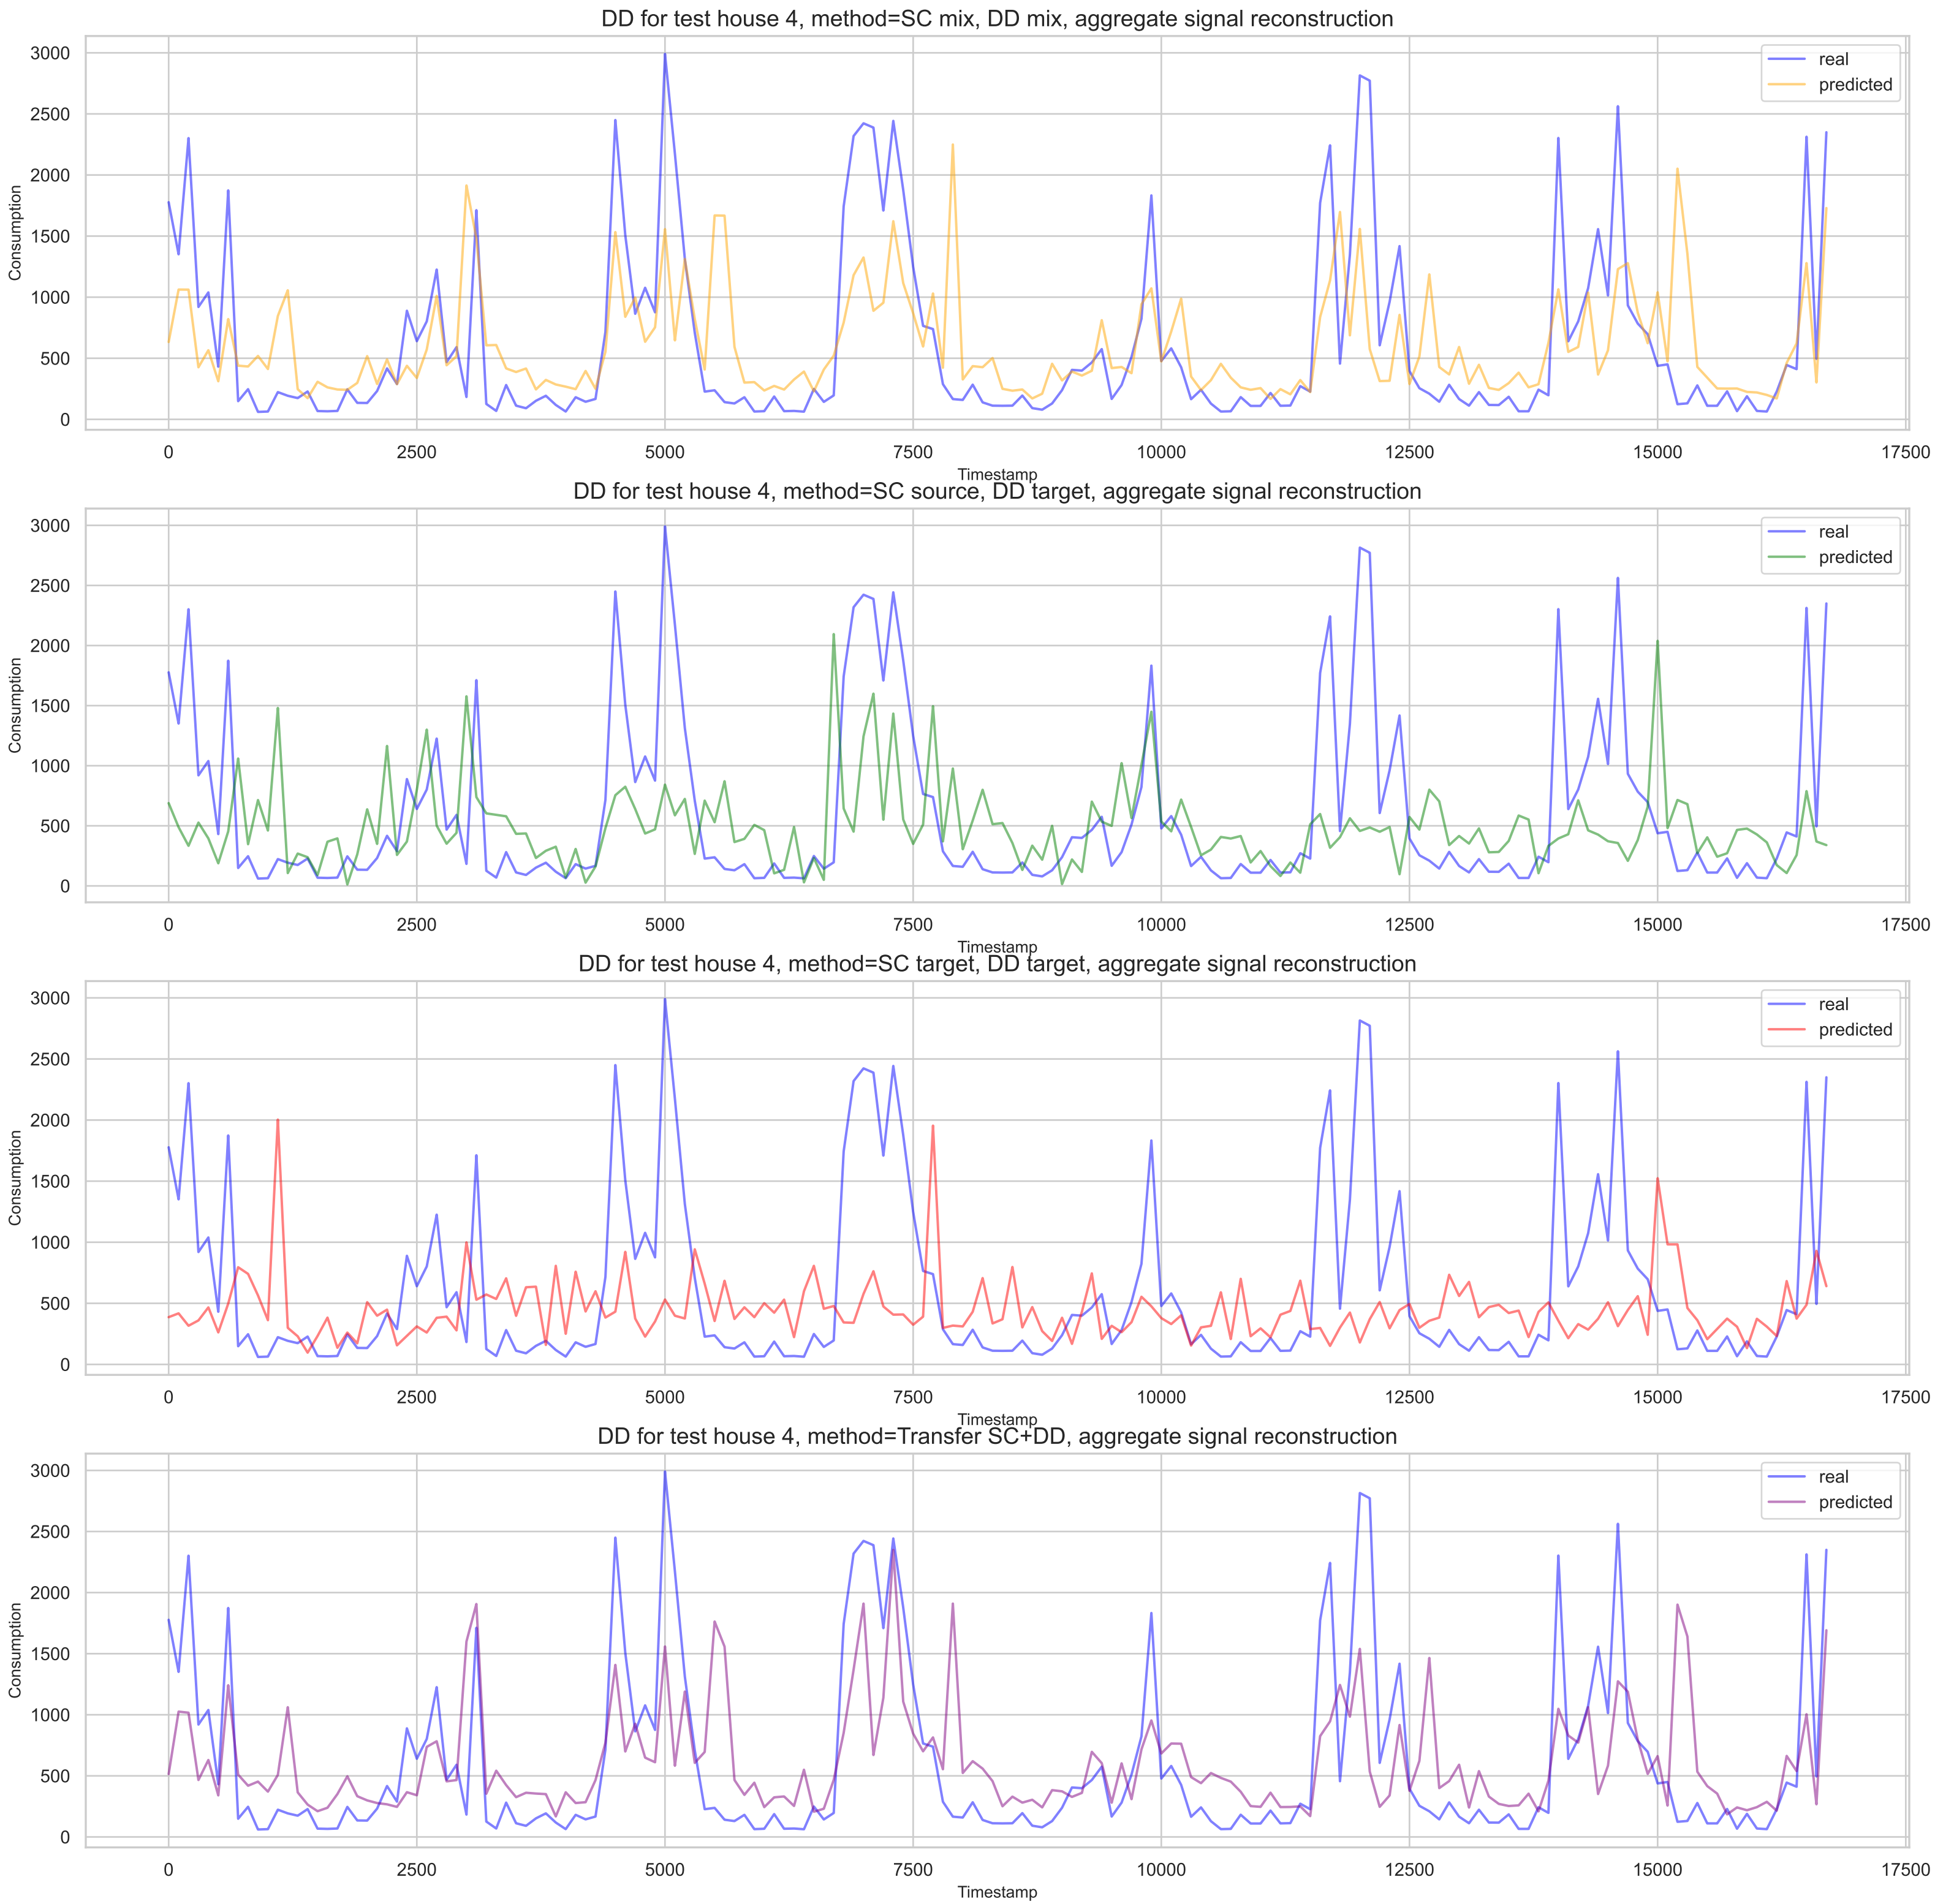 DD for test house 4, method=SC mix, DD mix, aggregate signal reconstruction
3000
2500
2000
1500
1000
500
0
Consumption
real
predicted
0 2500 5000 7500 10000 12500 15000 17500
Timestamp
DD for test house 4, method=SC source, DD target, aggregate signal reconstruction
3000
2500
2000
1500
1000
500
0
Consumption
real
predicted
0 2500 5000 7500 10000 12500 15000 17500
Timestamp
DD for test house 4, method=SC target, DD target, aggregate signal reconstruction
3000
2500
2000
1500
1000
500
0
Consumption
real
predicted
0 2500 5000 7500 10000 12500 15000 17500
Timestamp
DD for test house 4, method=Transfer SC+DD, aggregate signal reconstruction
3000
2500
2000
1500
1000
500
0
Consumption
real
predicted
0 2500 5000 7500 10000 12500 15000 17500
Timestamp